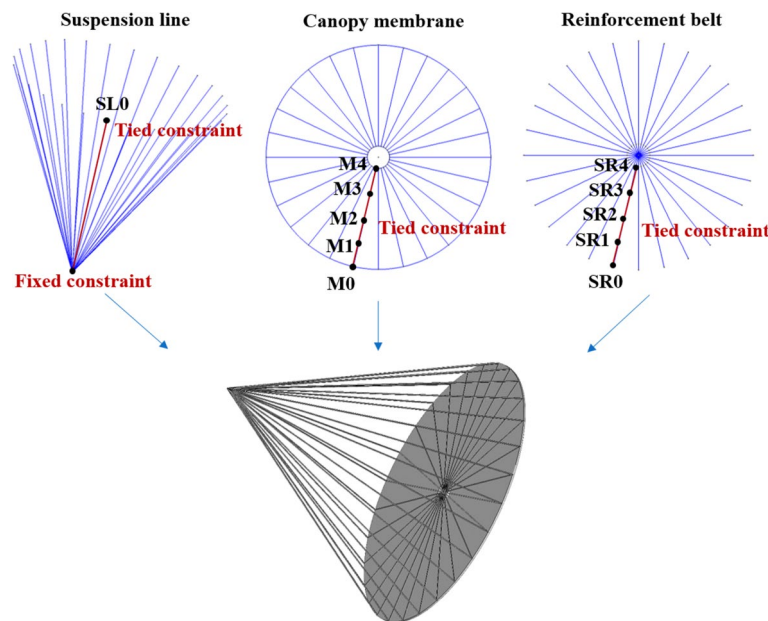 Suspension line
Canopy membrane
Reinforcement belt
SL0
Tied constraint
Fixed constraint
M4
M3
M2
M1
M0
Tied constraint
SR4
SR3
SR2
SR1
SR0
Tied constraint